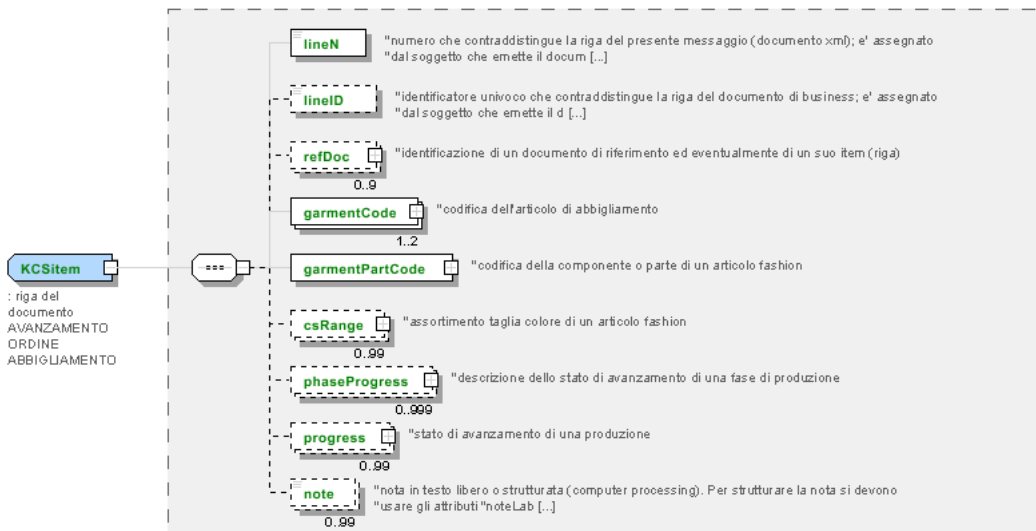 lineN
"numero che contraddistingue la riga del presente messaggio (documento xml); e' assegnato
"dal soggetto che emette il docum [...]
lineID
"identificatore univoco che contraddistingue la riga del documento di business; e' assegnato
"dal soggetto che emette il d [...]
refDoc
"identificazione di un documento di riferimento ed eventualmente di un suo item (riga)
0..9
garmentCode
"codifica dell'articolo di abbigliamento
1..2
KCSitem
: riga del
documento
AVANZAMENTO
ORDINE
ABBIGLIAMENTO
garmentPartCode
"codifica della componente o parte di un articolo fashion
csRange
"assortimento taglia colore di un articolo fashion
0..99
phaseProgress
"descrizione dello stato di avanzamento di una fase di produzione
0..999
progress
"stato di avanzamento di una produzione
0..99
note
"nota in testo libero o strutturata (computer processing). Per strutturare la nota si devono
"usare gli attributi "noteLab [...]
0..99